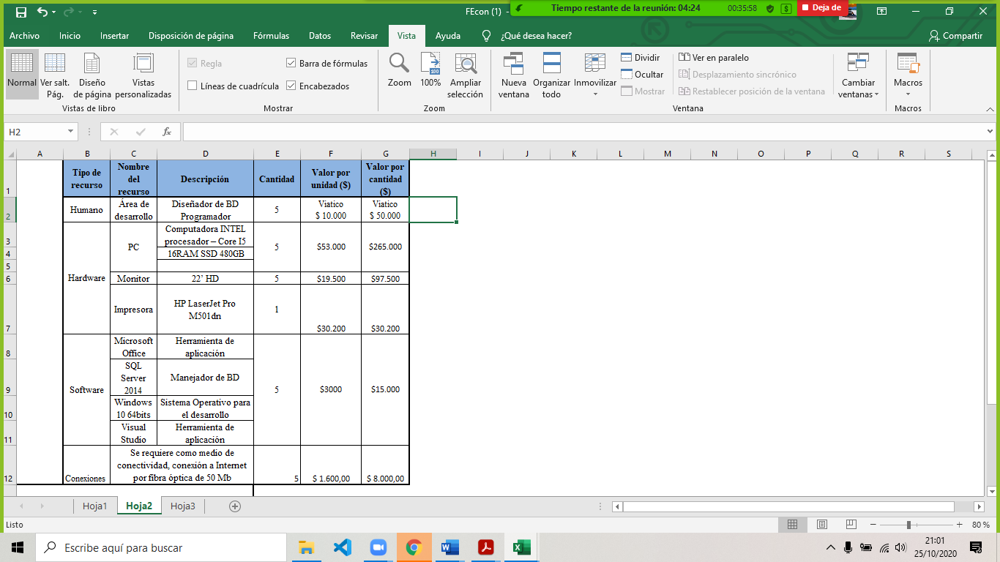 FEcon (1) -
Tiempo restante de la reunión: 04:24
00:35:58
Deja de
Archivo Inicio Insertar Disposición de página Fórmulas Datos Revisar Vista Ayuda ¿Qué desea hacer? Compartir
Normal
Ver salt. Pág.
Diseño de página
Vistas personalizadas
Vistas de libro
Regla
Barra de fórmulas
Líneas de cuadrícula
Encabezados
Mostrar
Zoom
100%
100
Ampliar selección
Zoom
Nueva ventana
Organizar todo
Inmovilizar
Dividir
Ocultar
Mostrar
Ver en paralelo
Desplazamiento sincrónico
Restablecer posición de la ventana
Cambiar ventanas
Ventana
Macros
Macros
H2
fx
A B C D E F G H I J K L M N O P Q R S
1
Tipo de recurso
Nombre del recurso
Descripción
Cantidad
Valor por unidad ($)
Valor por cantidad ($)
2
Humano
Área de desarrollo
Diseñador de BD
Programador
5
Viatico
$ 10.000
Viatico
$ 50.000
3
4
5
Hardware
PC
Computadora INTEL
procesador – Core I5
16RAM SSD 480GB
5
$53.000
$265.000
6
Monitor
22’ HD
5
$19.500
$97.500
7
Impresora
HP LaserJet Pro
M501dn
1
$30.200
$30.200
8
Software
Microsoft Office
Herramienta de aplicación
9
SQL Server 2014
Manejador de BD
5
$3000
$15.000
10
Windows 10 64bits
Sistema Operativo para el desarrollo
11
Visual Studio
Herramienta de aplicación
12
Conexiones
Se requiere como medio de
conectividad, conexión a Internet
por fibra óptica de 50 Mb
5
$ 1.600,00
$ 8.000,00
Hoja1 Hoja2 Hoja3
Listo
80 %
Escribe aquí para buscar
21:01
25/10/2020